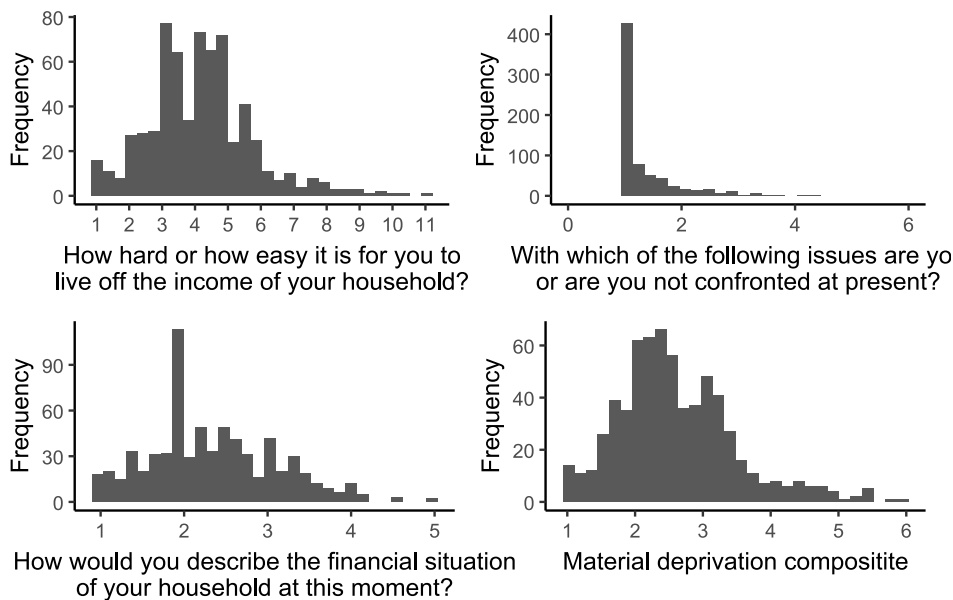 80
60
40
20
0
Frequency
1 2 3 4 5 6 7 8 9 10 11
How hard or how easy it is for you to
live off the income of your household?
400
300
200
100
0
Frequency
0 2 4 6
With which of the following issues are yo
or are you not confronted at present?
90
60
30
0
Frequency
1 2 3 4 5
How would you describe the financial situation
of your household at this moment?
60
40
20
0
Frequency
1 2 3 4 5 6
Material deprivation compositite